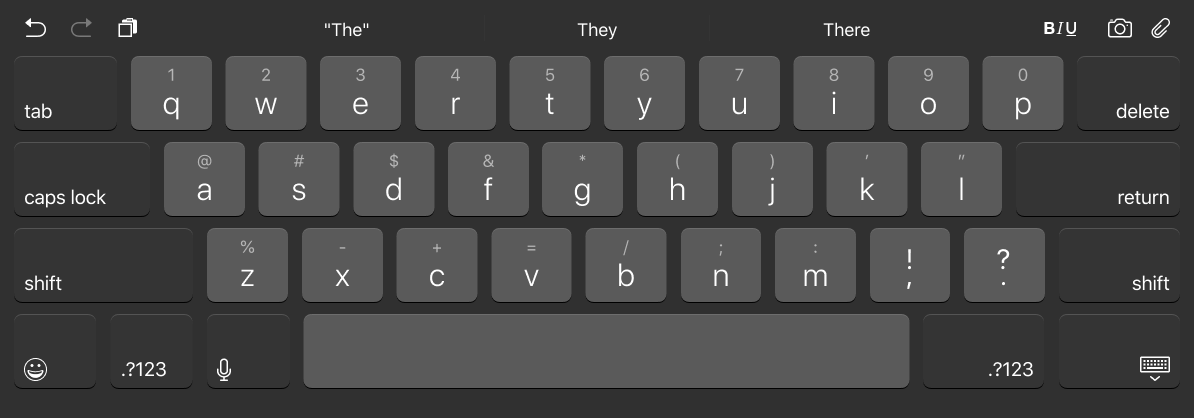 "The" They There BIU
1 2 3 4 5 6 7 8 9 0
tab q w e r t y u i o p delete
@ # $ & * ( ) ' "
caps lock a s d f g h j k l return
% - + = / ; : ! ?
shift z x c v b n m , . shift
.?123 .?123